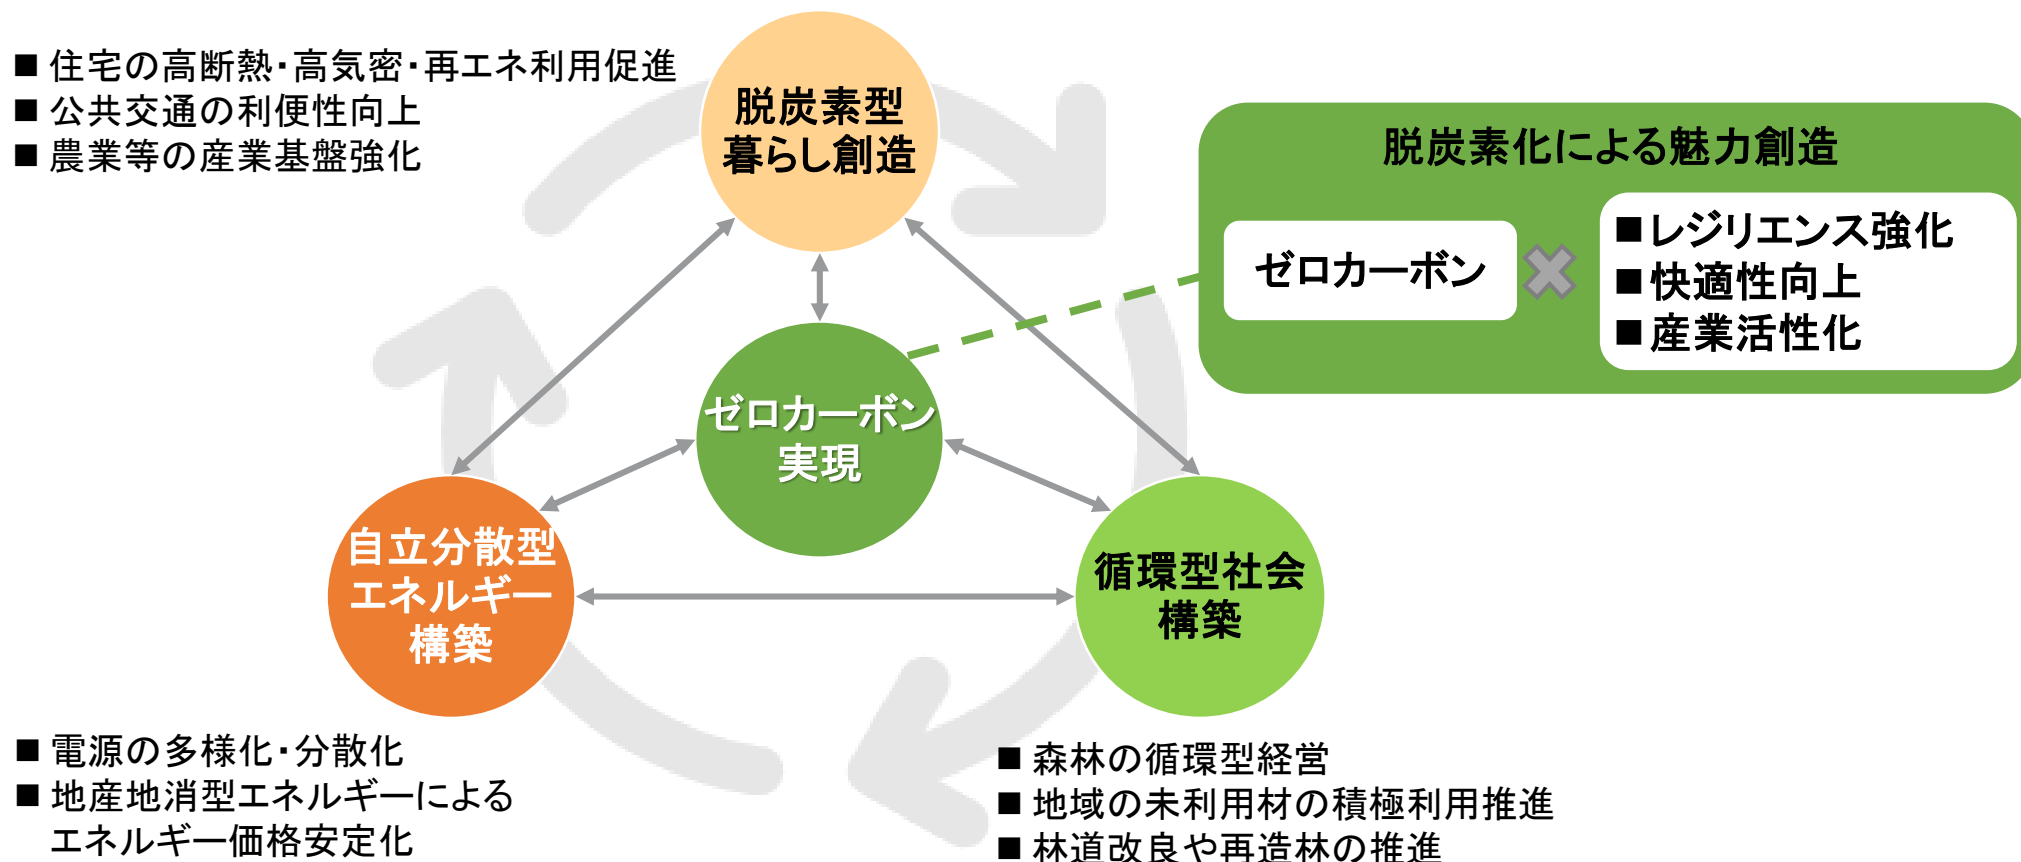 ■ 住宅の高断熱・高気密・再エネ利用促進
■ 公共交通の利便性向上
■ 農業等の産業基盤強化
脱炭素型
暮らし創造
脱炭素化による魅力創造
ゼロカーボン
■レジリエンス強化
■快適性向上
■産業活性化
ゼロカーボン
実現
自立分散型
エネルギー
構築
循環型社会
構築
■ 電源の多様化・分散化
■ 地産地消型エネルギーによる
エネルギー価格安定化
■ 森林の循環型経営
■ 地域の未利用材の積極利用推進
■ 林道改良や再造林の推進